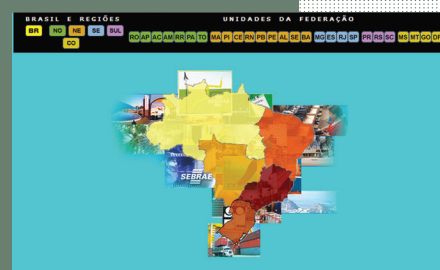 BRASIL E REGIÕES
UNIDADES DA FEDERAÇÃO
BR NO NE SE SUL
CO
RO AP AC AM RR PA TO MA PI CE RN PB PE AL SE BA MG ES RJ SP PR RS SC MS MT GO DF
SEBRAE